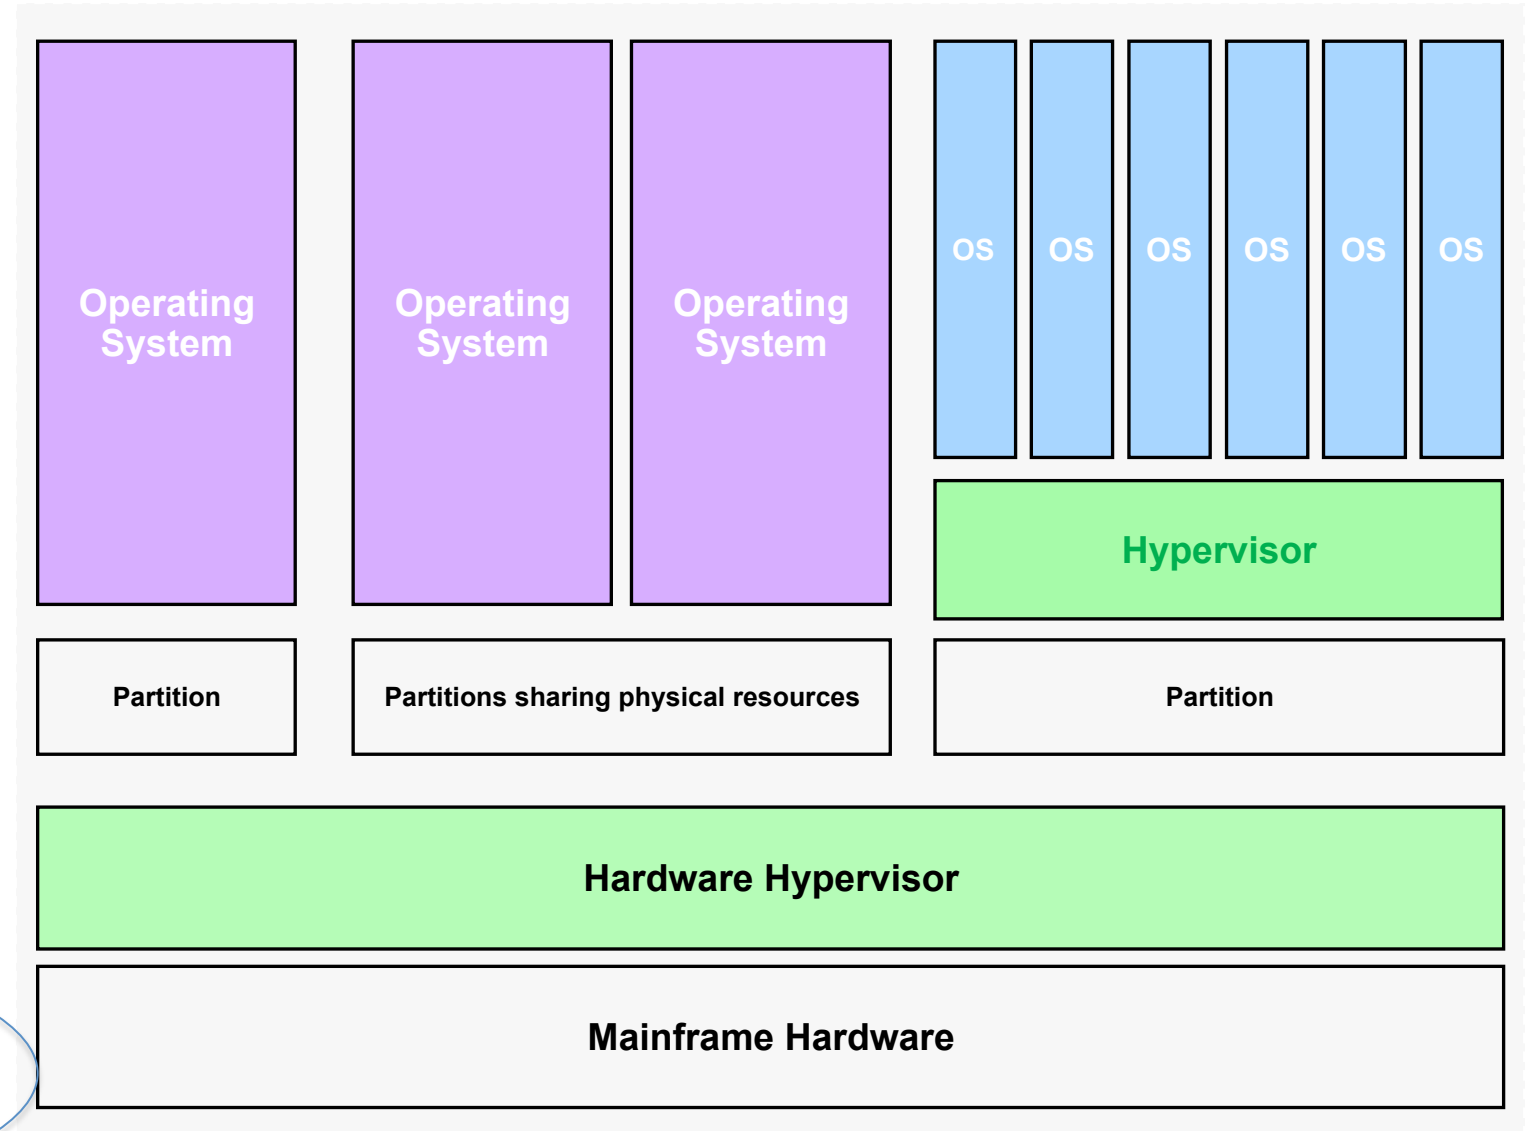 OS OS OS OS OS OS
Operating
System
Operating
System
Operating
System
Hypervisor
Partition
Partitions sharing physical resources
Partition
Hardware Hypervisor
Mainframe Hardware